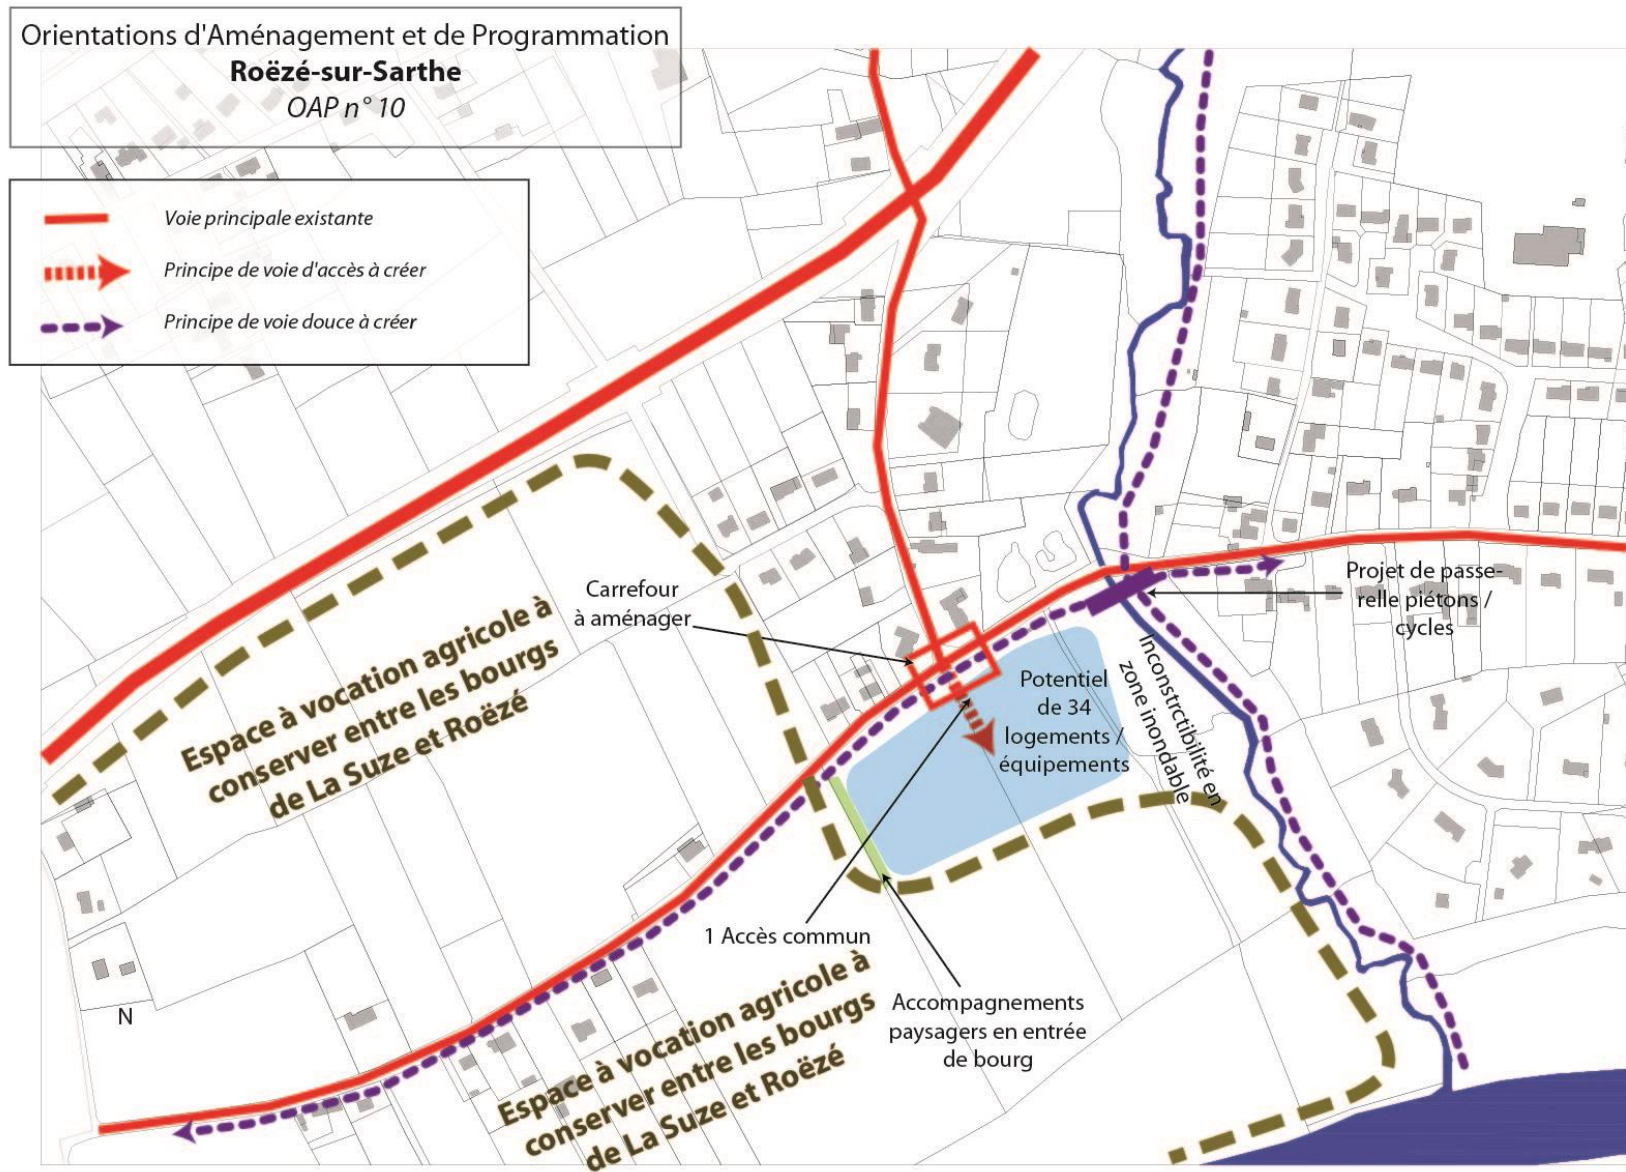 Orientations d'Aménagement et de Programmation
Roëzé-sur-Sarthe
OAP n° 10
Voie principale existante
Principe de voie d'accès à créer
Principe de voie douce à créer
Carrefour
à aménager
Espace à vocation agricole à
conserver entre les bourgs
de La Suze et Roëzé
Projet de passe-
relle piétons /
cycles
Inconstrctibilité en
zone inondable
Potentiel
de 34
logements /
équipements
1 Accès commun
Accompagnements
paysagers en entrée
de bourg
N
Espace à vocation agricole à
conserver entre les bourgs
de La Suze et Roëzé